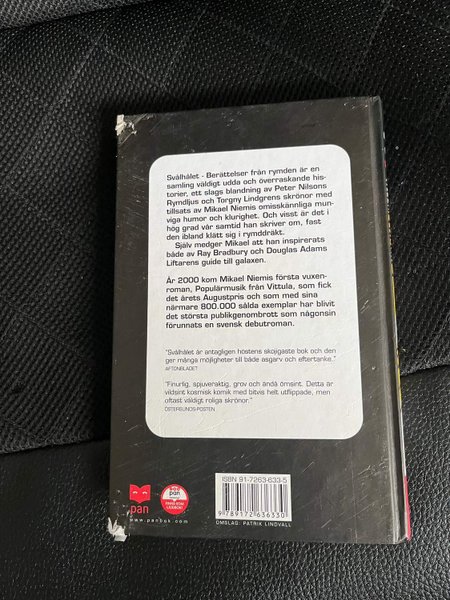 Svålhålet - Berättelser från rymden är en
samling väldigt udda och överraskande his-
torier, ett slags blandning av Peter Nilsons
Rymdljus och Torgny Lindgrens skrönor med
tillsats av Mikael Niemis omisskännliga mun-
viga humor och klurighet. Och visst är det i
hög grad vår samtid han skriver om, fast
den ibland klätt sig i rymddräkt.
Själv medger Mikael att han inspirerats
både av Ray Bradbury och Douglas Adams
Liftarens guide till galaxen.
År 2000 kom Mikael Niemis första vuxen-
roman, Populärmusik från Vittula, som fick
det årets Augustpris och som med sina
närmare 800.000 sålda exemplar har blivit
det största publikgenombrott som någonsin
förunnats en svensk debutroman.
"Svålhålet är antagligen höstens skojigaste bok och den
ger många möjligheter till både asgarv och eftertanke."
AFTONBLADET
"Finurlig, spjuveraktig, grov och ändå ömsint. Detta är
vildsint kosmisk komik med bitvis helt utflippade, men
oftast väldigt roliga skrönor."
ÖSTERSUNDS-POSTEN
ISBN 91-7263-633-5
9 789172 636330
OMSLAG: PATRIK LINDVALL
pan
www.panbok.com
pan